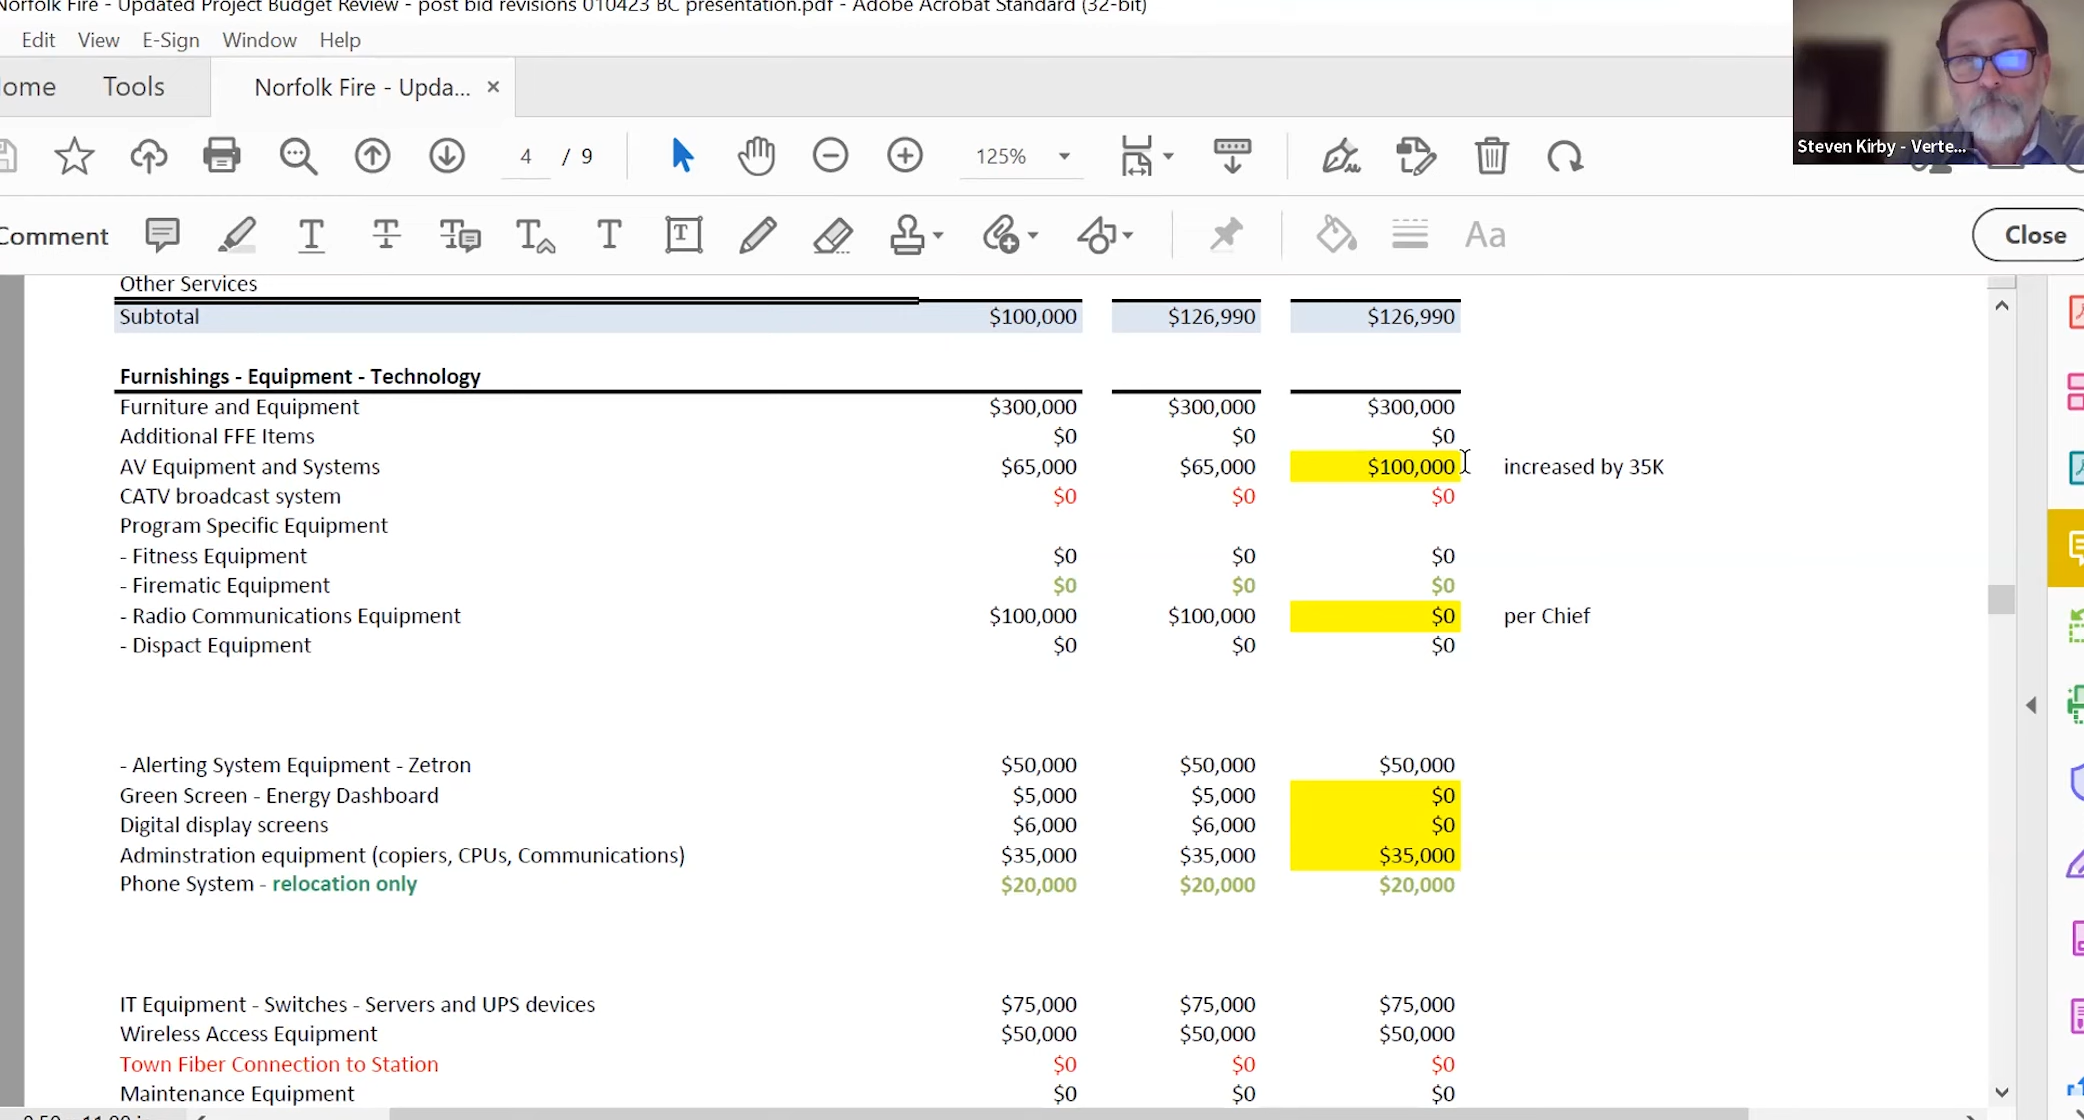 Norfolk Fire - Updated Project Budget Review - post bid revisions 010423 BC presentation.pdf - Adobe Acrobat Standard (32-bit)
Edit View E-Sign Window Help
ome Tools Norfolk Fire - Upda... ×
4 / 9 125%
Steven Kirby - Verte...
Comment T T T T T T Aa Close
Other Services
Subtotal $100,000 $126,990 $126,990
Furnishings - Equipment - Technology
Furniture and Equipment $300,000 $300,000 $300,000
Additional FFE Items $0 $0 $0
AV Equipment and Systems $65,000 $65,000 $100,000 increased by 35K
CATV broadcast system $0 $0 $0
Program Specific Equipment
- Fitness Equipment $0 $0 $0
- Firematic Equipment $0 $0 $0
- Radio Communications Equipment $100,000 $100,000 $0 per Chief
- Dispact Equipment $0 $0 $0
- Alerting System Equipment - Zetron $50,000 $50,000 $50,000
Green Screen - Energy Dashboard $5,000 $5,000 $0
Digital display screens $6,000 $6,000 $0
Adminstration equipment (copiers, CPUs, Communications) $35,000 $35,000 $35,000
Phone System - relocation only $20,000 $20,000 $20,000
IT Equipment - Switches - Servers and UPS devices $75,000 $75,000 $75,000
Wireless Access Equipment $50,000 $50,000 $50,000
Town Fiber Connection to Station $0 $0 $0
Maintenance Equipment $0 $0 $0